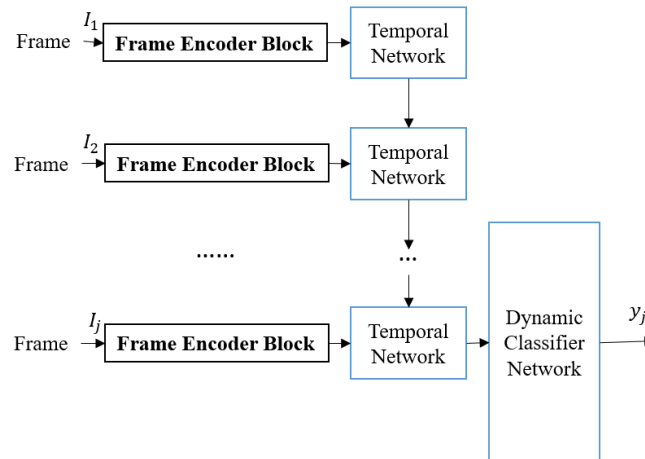 Frame I₁ Frame Encoder Block Temporal Network
Frame I₂ Frame Encoder Block Temporal Network
...... ...
Frame Iⱼ Frame Encoder Block Temporal Network Dynamic Classifier Network yⱼ